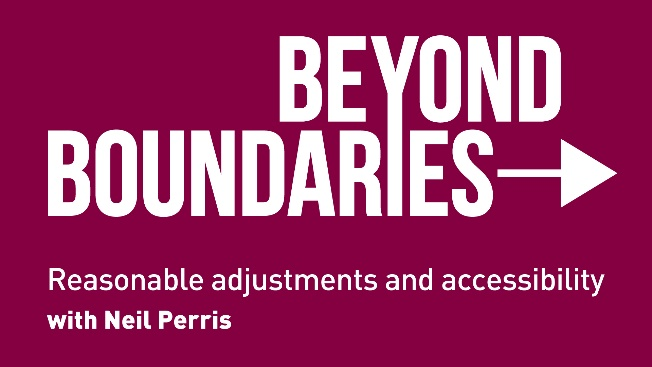 BEYOND
BOUNDARIES
Reasonable adjustments and accessibility
with Neil Perris